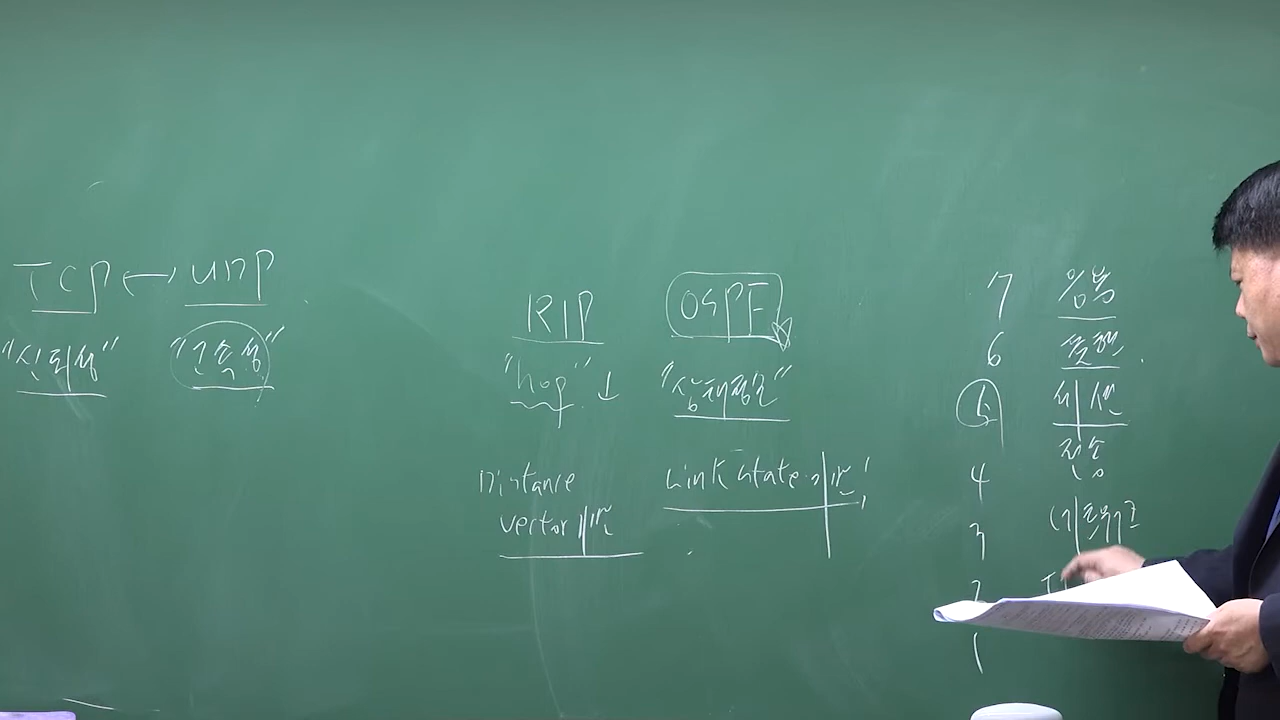 TCP ↔ UDP
"신뢰성" "신속성"
RIP OSPF
"hop" ↓ "상태정보"
Distance Link State 기반
vector 기반
7 응용
6 표현
5 세션
4 전송
3 네트워크
2
1